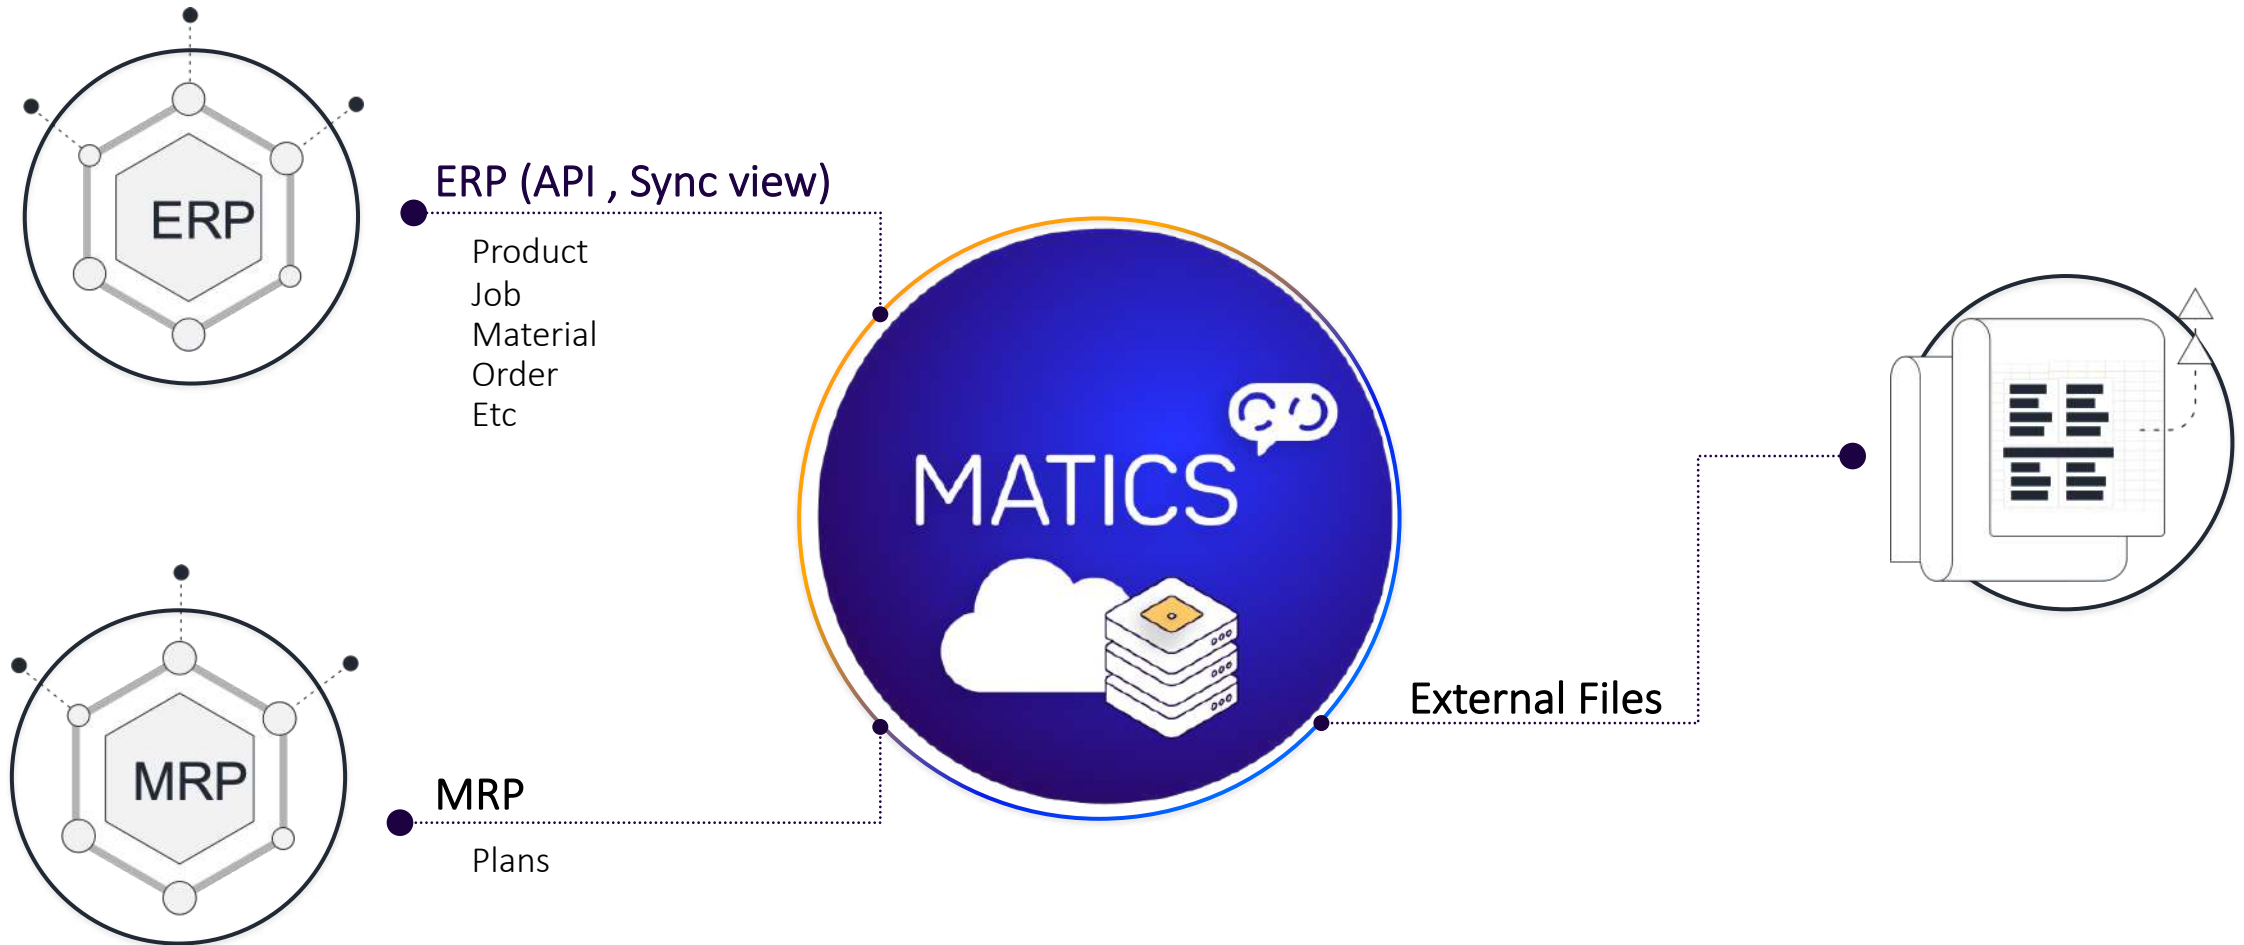 ERP
ERP (API , Sync view)
Product
Job
Material
Order
Etc
MATICS
External Files
MRP
MRP
Plans